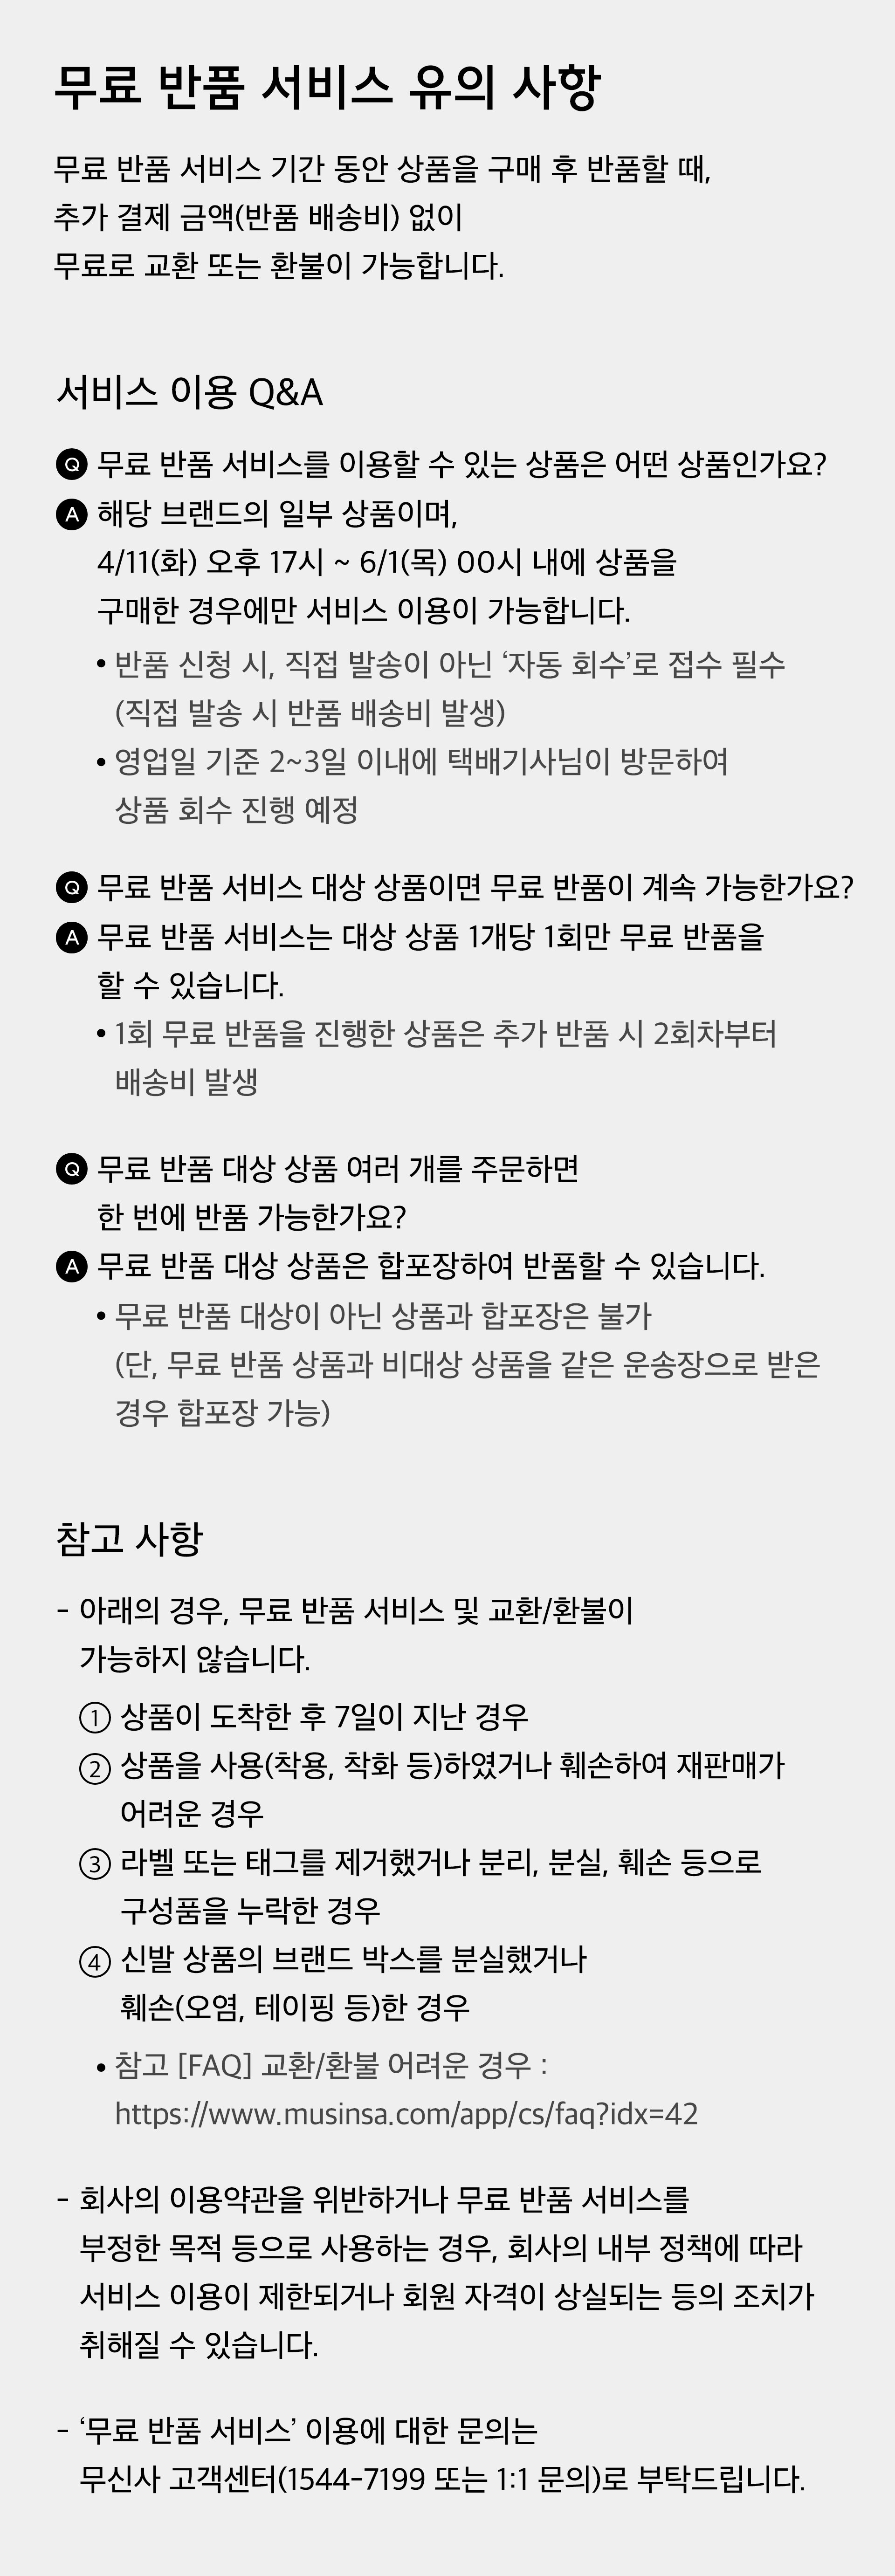 무료 반품 서비스 유의 사항
무료 반품 서비스 기간 동안 상품을 구매 후 반품할 때,
추가 결제 금액(반품 배송비) 없이
무료로 교환 또는 환불이 가능합니다.
서비스 이용 Q&A
Q 무료 반품 서비스를 이용할 수 있는 상품은 어떤 상품인가요?
A 해당 브랜드의 일부 상품이며,
4/11(화) 오후 17시 ~ 6/1(목) 00시 내에 상품을
구매한 경우에만 서비스 이용이 가능합니다.
• 반품 신청 시, 직접 발송이 아닌 ‘자동 회수’로 접수 필수
(직접 발송 시 반품 배송비 발생)
• 영업일 기준 2~3일 이내에 택배기사님이 방문하여
상품 회수 진행 예정
Q 무료 반품 서비스 대상 상품이면 무료 반품이 계속 가능한가요?
A 무료 반품 서비스는 대상 상품 1개당 1회만 무료 반품을
할 수 있습니다.
• 1회 무료 반품을 진행한 상품은 추가 반품 시 2회차부터
배송비 발생
Q 무료 반품 대상 상품 여러 개를 주문하면
한 번에 반품 가능한가요?
A 무료 반품 대상 상품은 합포장하여 반품할 수 있습니다.
• 무료 반품 대상이 아닌 상품과 합포장은 불가
(단, 무료 반품 상품과 비대상 상품을 같은 운송장으로 받은
경우 합포장 가능)
참고 사항
- 아래의 경우, 무료 반품 서비스 및 교환/환불이
가능하지 않습니다.
① 상품이 도착한 후 7일이 지난 경우
② 상품을 사용(착용, 착화 등)하였거나 훼손하여 재판매가
어려운 경우
③ 라벨 또는 태그를 제거했거나 분리, 분실, 훼손 등으로
구성품을 누락한 경우
④ 신발 상품의 브랜드 박스를 분실했거나
훼손(오염, 테이핑 등)한 경우
• 참고 [FAQ] 교환/환불 어려운 경우 :
https://www.musinsa.com/app/cs/faq?idx=42
- 회사의 이용약관을 위반하거나 무료 반품 서비스를
부정한 목적 등으로 사용하는 경우, 회사의 내부 정책에 따라
서비스 이용이 제한되거나 회원 자격이 상실되는 등의 조치가
취해질 수 있습니다.
- ‘무료 반품 서비스’ 이용에 대한 문의는
무신사 고객센터(1544-7199 또는 1:1 문의)로 부탁드립니다.